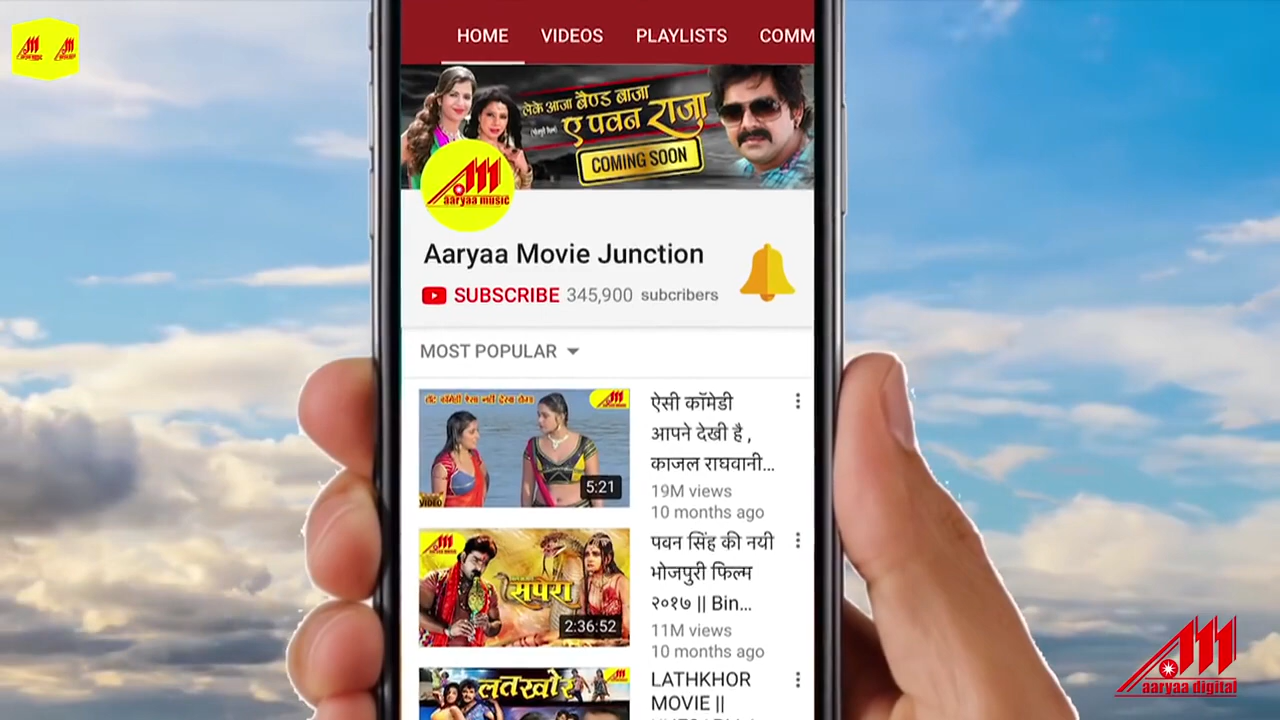 HOME VIDEOS PLAYLISTS COMM
लेके आजा बैण्ड बाजा
ए पवन राजा
COMING SOON
aaryaa music
Aaryaa Movie Junction
SUBSCRIBE 345,900 subcribers
MOST POPULAR
ऐसी कॉमेडी
आपने देखी है ,
काजल राघवानी...
19M views
10 months ago
5:21
VIDEO
पवन सिंह की नयी
भोजपुरी फिल्म
२०१७ || Bin...
11M views
10 months ago
सपेरा
2:36:52
लतखोर
LATHKHOR
MOVIE ||
aaryaa digital